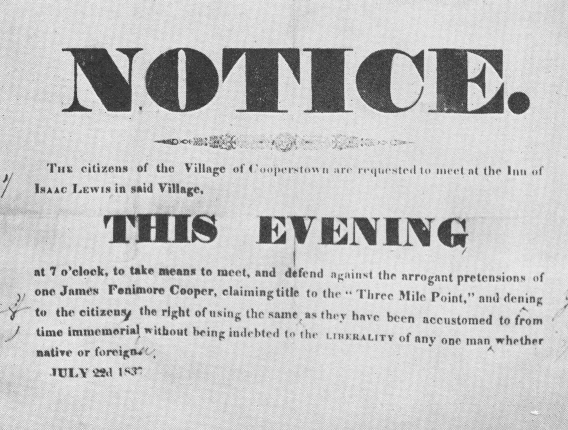 NOTICE.
THE citizens of the Village of Cooperstown are requested to meet at the Inn of
ISAAC LEWIS in said Village,
THIS EVENING
at 7 o'clock, to take means to meet, and defend against the arrogant pretensions of
one James Fenimore Cooper, claiming title to the "Three Mile Point," and dening
to the citizens the right of using the same as they have been accustomed to from
time immemorial without being indebted to the LIBERALITY of any one man whether
native or foreign.
JULY 22d 1837